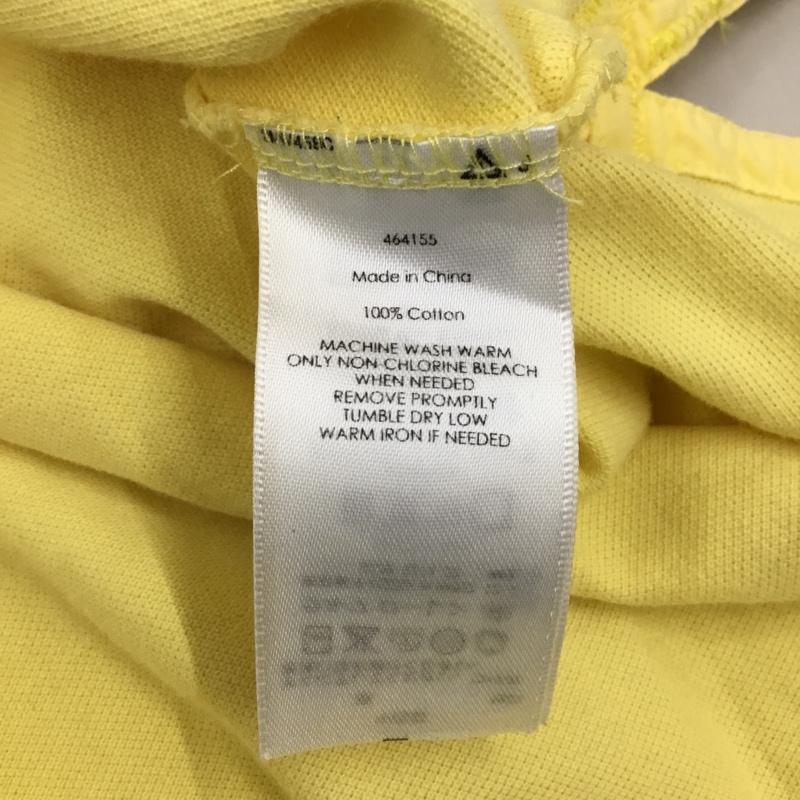 464155
Made in China
100% Cotton
MACHINE WASH WARM
ONLY NON-CHLORINE BLEACH
WHEN NEEDED
REMOVE PROMPTLY
TUMBLE DRY LOW
WARM IRON IF NEEDED